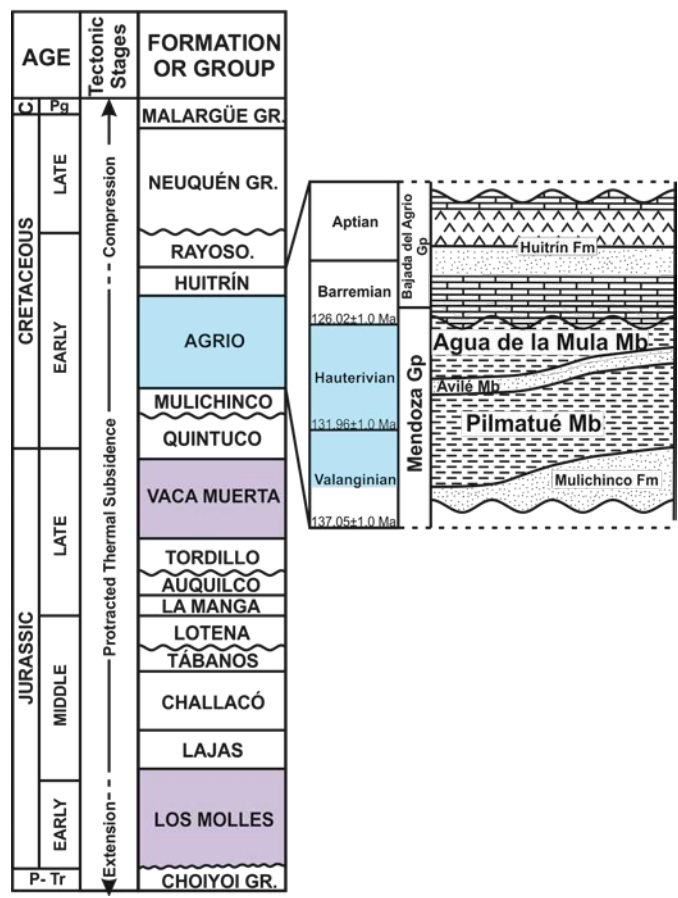 AGE
Tectonic
Stages
FORMATION
OR GROUP
C
Pg
MALARGÜE GR.
CRETACEOUS
LATE
Compression
NEUQUÉN GR.
EARLY
RAYOSO.
HUITRÍN
AGRIO
MULICHINCO
QUINTUCO
Protracted Thermal Subsidence
JURASSIC
LATE
VACA MUERTA
TORDILLO
AUQUILCO
LA MANGA
MIDDLE
LOTENA
TÁBANOS
CHALLACÓ
LAJAS
EARLY
Extension
LOS MOLLES
P- Tr
CHOIYOI GR.
Aptian
Barremian
126.02±1.0 Ma
Hauterivian
131.96±1.0 Ma
Valanginian
137.05±1.0 Ma
Bajada del Agrio
Gp
Mendoza Gp
Huitrín Fm
Agua de la Mula Mb
Avilé Mb
Pilmatué Mb
Mulichinco Fm